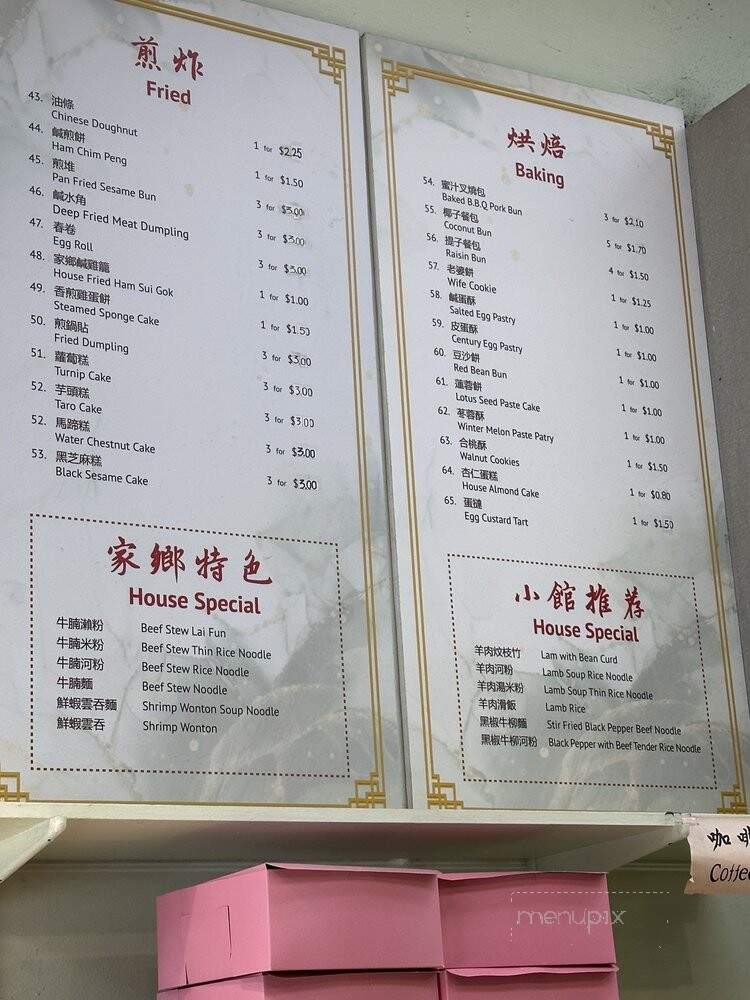 煎炸
Fried
43. 油條
Chinese Doughnut 1 for $2.25
44. 鹹煎餅
Ham Chim Peng 1 for $1.50
45. 煎堆
Pan Fried Sesame Bun 3 for $3.00
46. 鹹水角
Deep Fried Meat Dumpling 3 for $3.00
47. 春卷
Egg Roll 3 for $3.00
48. 家鄉鹹雞籠
House Fried Ham Sui Gok 1 for $1.00
49. 香煎雞蛋餅
Steamed Sponge Cake 1 for $1.50
50. 煎鍋貼
Fried Dumpling 3 for $3.00
51. 蘿蔔糕
Turnip Cake 3 for $3.00
52. 芋頭糕
Taro Cake 3 for $3.00
52. 馬蹄糕
Water Chestnut Cake 3 for $3.00
53. 黑芝麻糕
Black Sesame Cake 3 for $3.00
家鄉特色
House Special
牛腩瀨粉 Beef Stew Lai Fun
牛腩米粉 Beef Stew Thin Rice Noodle
牛腩河粉 Beef Stew Rice Noodle
牛腩麵 Beef Stew Noodle
鮮蝦雲吞麵 Shrimp Wonton Soup Noodle
鮮蝦雲吞 Shrimp Wonton
烘焙
Baking
54. 蜜汁叉燒包
Baked B.B.Q Pork Bun 3 for $2.10
55. 椰子餐包
Coconut Bun 5 for $1.70
56. 提子餐包
Raisin Bun 4 for $1.50
57. 老婆餅
Wife Cookie 1 for $1.25
58. 鹹蛋酥
Salted Egg Pastry 1 for $1.00
59. 皮蛋酥
Century Egg Pastry 1 for $1.00
60. 豆沙餅
Red Bean Bun 1 for $1.00
61. 蓮蓉餅
Lotus Seed Paste Cake 1 for $1.00
62. 苳蓉酥
Winter Melon Paste Patry 1 for $1.00
63. 合桃酥
Walnut Cookies 1 for $1.50
64. 杏仁蛋糕
House Almond Cake 1 for $0.80
65. 蛋撻
Egg Custard Tart 1 for $1.50
小館推荐
House Special
羊肉炆枝竹 Lam with Bean Curd
羊肉河粉 Lamb Soup Rice Noodle
羊肉湯米粉 Lamb Soup Thin Rice Noodle
羊肉滑飯 Lamb Rice
黑椒牛柳麵 Stir Fried Black Pepper Beef Noodle
黑椒牛柳河粉 Black Pepper with Beef Tender Rice Noodle
咖啡
Coffee
menupix